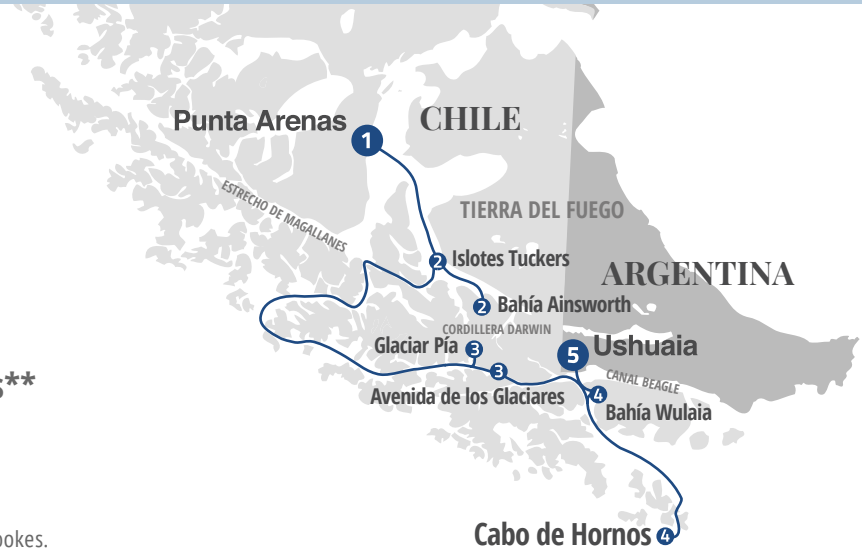 Punta Arenas
1
CHILE
ESTRECHO DE MAGALLANES
TIERRA DEL FUEGO
2 Islotes Tuckers
ARGENTINA
2 Bahía Ainsworth
CORDILLERA DARWIN
Glaciar Pía 3
5 Ushuaia
3
Avenida de los Glaciares
CANAL BEAGLE
4
Bahía Wulaia
Cabo de Hornos 4